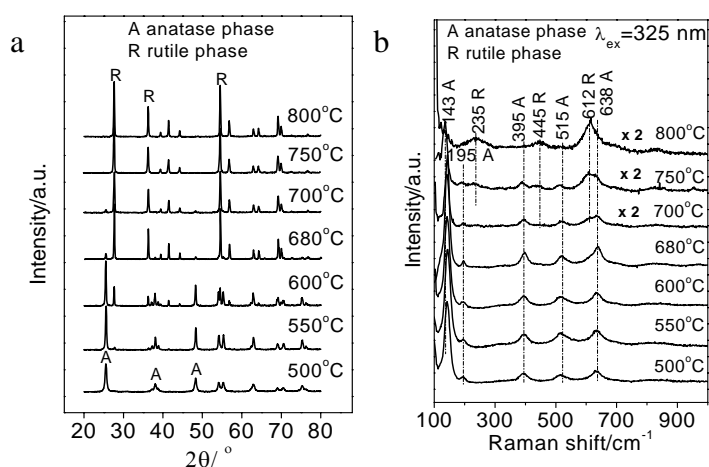 a
A anatase phase
R rutile phase
R
R
R
800°C
750°C
700°C
680°C
600°C
550°C
500°C
A
A
A
Intensity/a.u.
20 30 40 50 60 70 80
2θ/ °
b
A anatase phase λex=325 nm
R rutile phase
143 A
195 A
235 R
395 A
445 R
515 A
612 R
638 A
x 2 800°C
750°C
x 2 700°C
680°C
600°C
550°C
500°C
Intensity/a.u.
100 300 500 700 900
Raman shift/cm-1